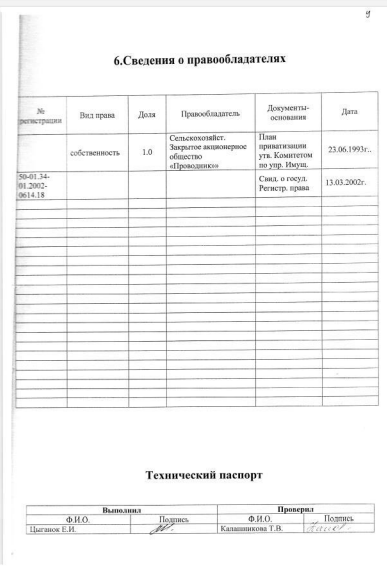 9
6.Сведения о правообладателях
№ регистрации
Вид права
Доля
Правообладатель
Документы-
основания
Дата
собственность
1.0
Сельскохозяйст.
Закрытое акционерное
общество
«Проводник»
План
приватизации
утв. Комитетом
по упр. Имущ.
23.06.1993г..
50-01.34-
01.2002-
0614.18
Свид. о госуд.
Регистр. права
13.03.2002г.
Технический паспорт
Выполнил
Проверил
Ф.И.О.
Подпись
Ф.И.О.
Подпись
Цыганок Е.И.
Калашникова Т.В.